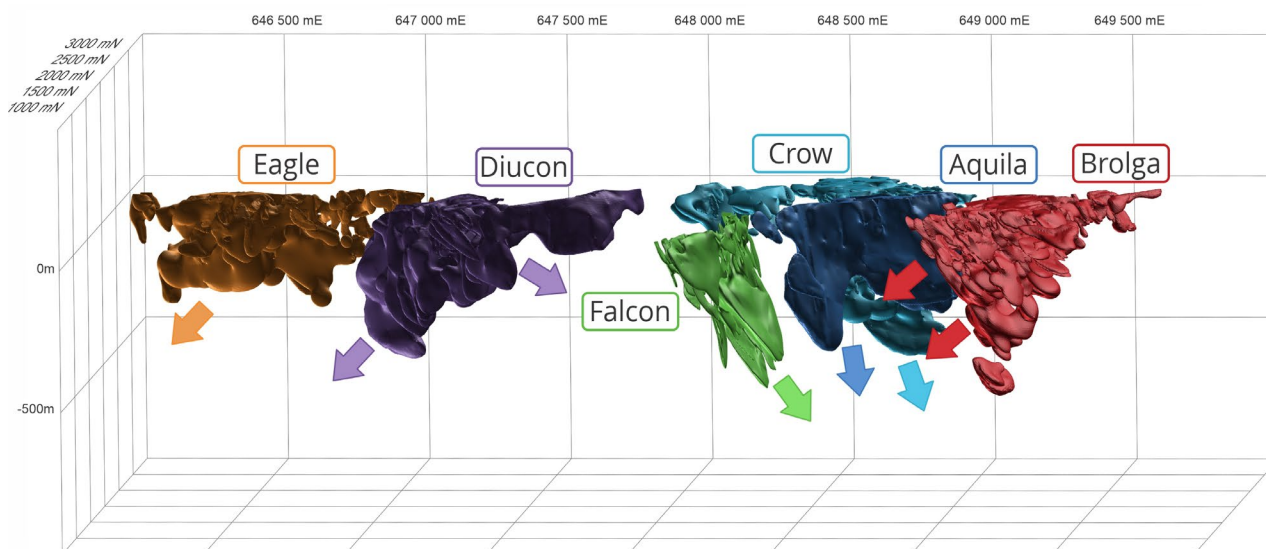 646 500 mE
647 000 mE
647 500 mE
648 000 mE
648 500 mE
649 000 mE
649 500 mE
3000 mN
2500 mN
2000 mN
1500 mN
1000 mN
Eagle
Diucon
Crow
Aquila
Brolga
0m
Falcon
-500m